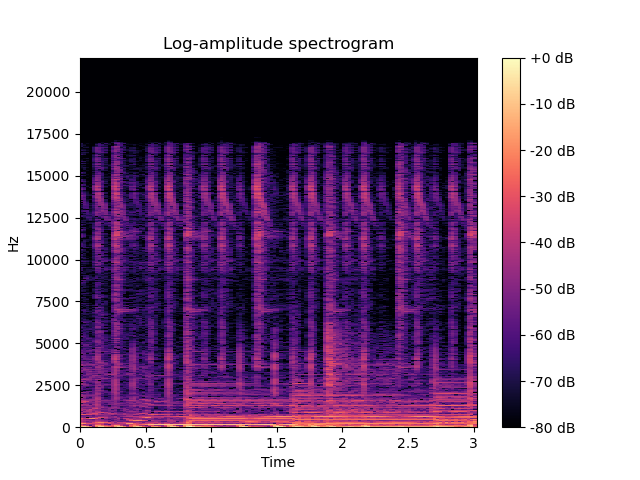 Log-amplitude spectrogram
Hz
20000
17500
15000
12500
10000
7500
5000
2500
0
0
0.5
1
1.5
2
2.5
3
Time
+0 dB
-10 dB
-20 dB
-30 dB
-40 dB
-50 dB
-60 dB
-70 dB
-80 dB